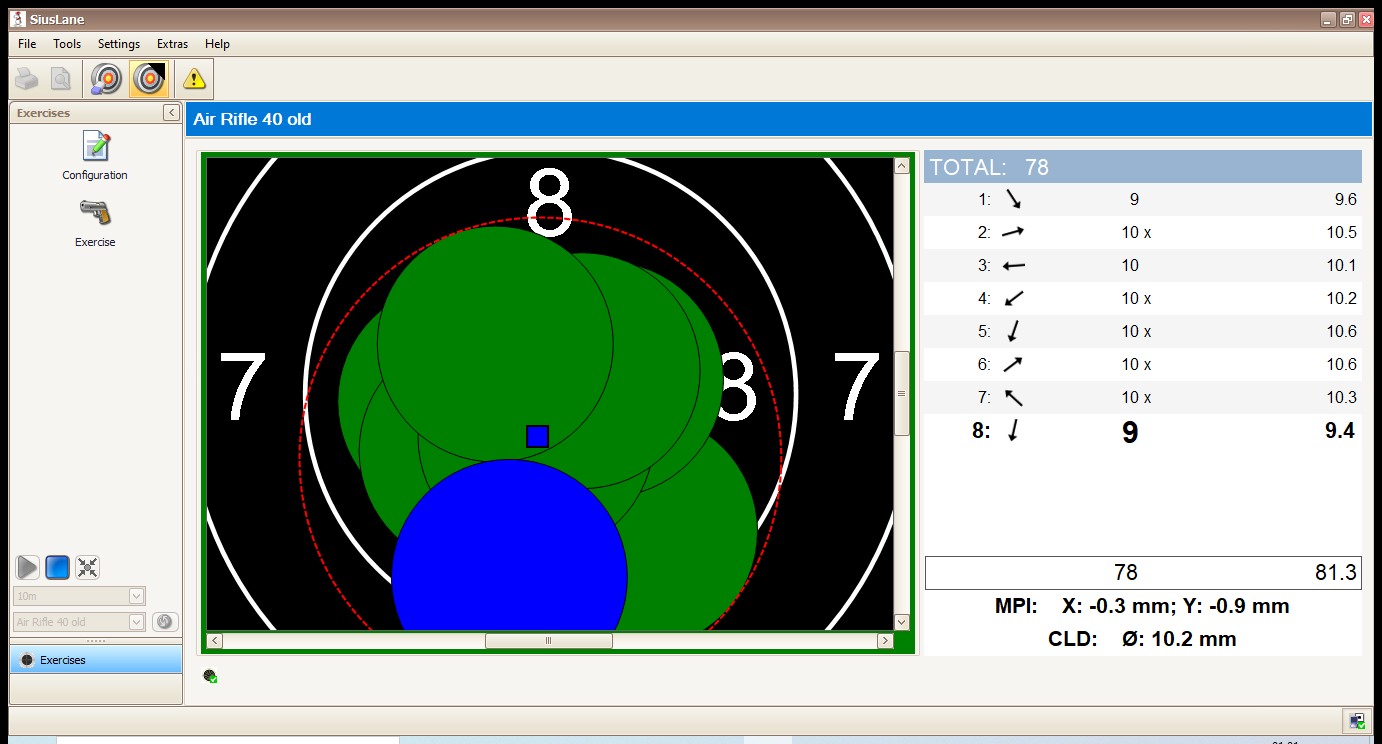 SiusLane
File Tools Settings Extras Help
Exercises
Configuration
Exercise
10m
Air Rifle 40 old
Exercises
Air Rifle 40 old
8
7 8 7
TOTAL: 78
1: 9 9.6
2: 10 x 10.5
3: 10 10.1
4: 10 x 10.2
5: 10 x 10.6
6: 10 x 10.6
7: 10 x 10.3
8: 9 9.4
78 81.3
MPI: X: -0.3 mm; Y: -0.9 mm
CLD: Ø: 10.2 mm